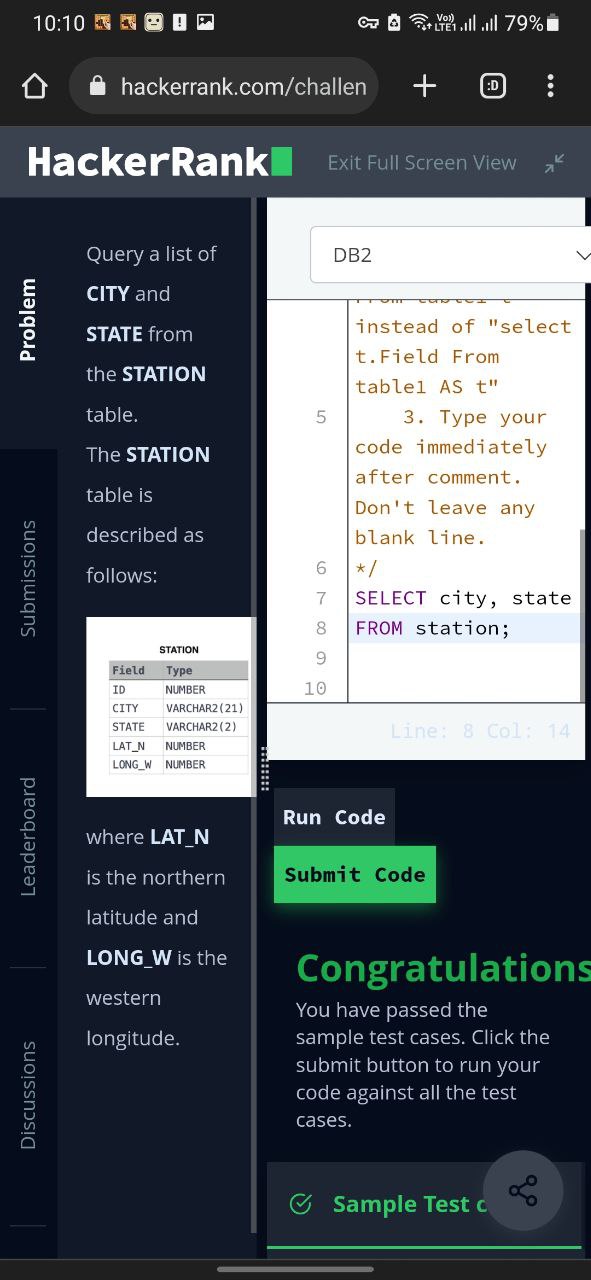 10:10
Vo))
LTE1
79%
hackerrank.com/challen
:D
HackerRank
Exit Full Screen View
Problem
Submissions
Leaderboard
Discussions
Query a list of
CITY and
STATE from
the STATION
table.
The STATION
table is
described as
follows:
STATION
Field Type
ID NUMBER
CITY VARCHAR2(21)
STATE VARCHAR2(2)
LAT_N NUMBER
LONG_W NUMBER
where LAT_N
is the northern
latitude and
LONG_W is the
western
longitude.
DB2
From table1 t"
instead of "select
t.Field From
table1 AS t"
5 3. Type your
code immediately
after comment.
Don't leave any
blank line.
6 */
7 SELECT city, state
8 FROM station;
9
10
Line: 8 Col: 14
Run Code
Submit Code
Congratulations
You have passed the
sample test cases. Click the
submit button to run your
code against all the test
cases.
Sample Test c